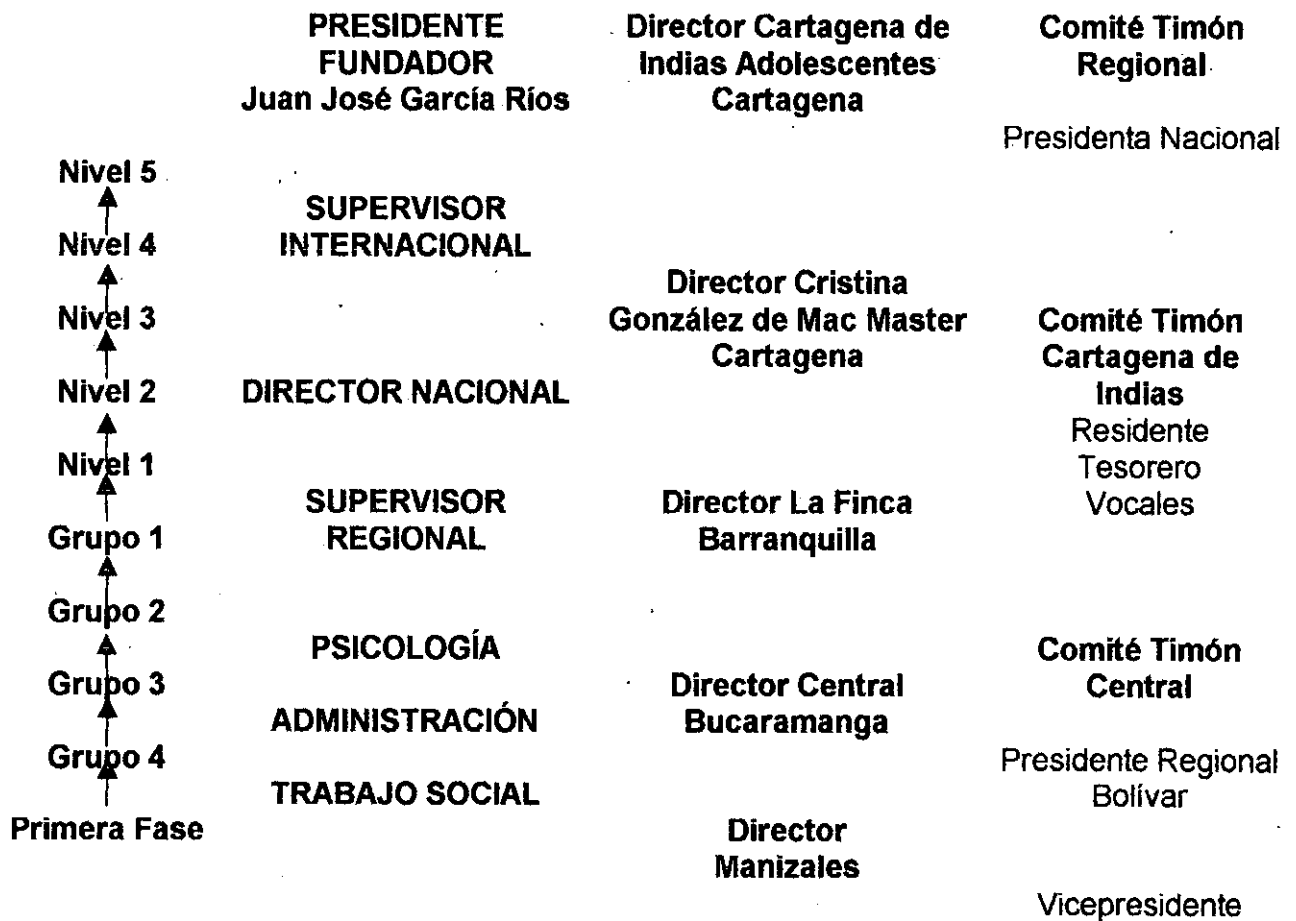 PRESIDENTE
FUNDADOR
Juan José García Ríos
Director Cartagena de
Indias Adolescentes
Cartagena
Comité Timón
Regional
Presidenta Nacional
Nivel 5
Nivel 4
Nivel 3
Nivel 2
Nivel 1
Grupo 1
Grupo 2
Grupo 3
Grupo 4
Primera Fase
SUPERVISOR
INTERNACIONAL
DIRECTOR NACIONAL
SUPERVISOR
REGIONAL
PSICOLOGÍA
ADMINISTRACIÓN
TRABAJO SOCIAL
Director Cristina
González de Mac Master
Cartagena
Director La Finca
Barranquilla
Director Central
Bucaramanga
Director
Manizales
Comité Timón
Cartagena de
Indias
Residente
Tesorero
Vocales
Comité Timón
Central
Presidente Regional
Bolívar
Vicepresidente